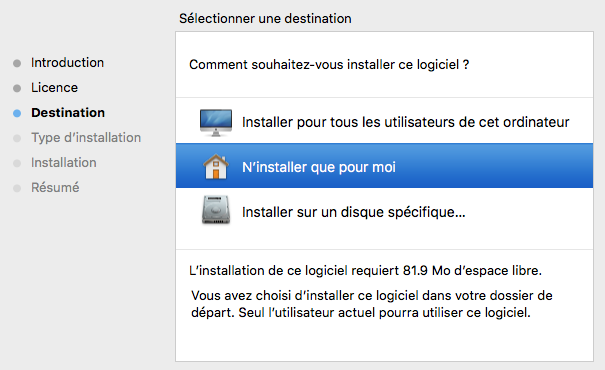 Sélectionner une destination
Introduction
Licence
Destination
Type d’installation
Installation
Résumé
Comment souhaitez-vous installer ce logiciel ?
Installer pour tous les utilisateurs de cet ordinateur
N’installer que pour moi
Installer sur un disque spécifique…
L’installation de ce logiciel requiert 81.9 Mo d’espace libre.
Vous avez choisi d’installer ce logiciel dans votre dossier de
départ. Seul l’utilisateur actuel pourra utiliser ce logiciel.